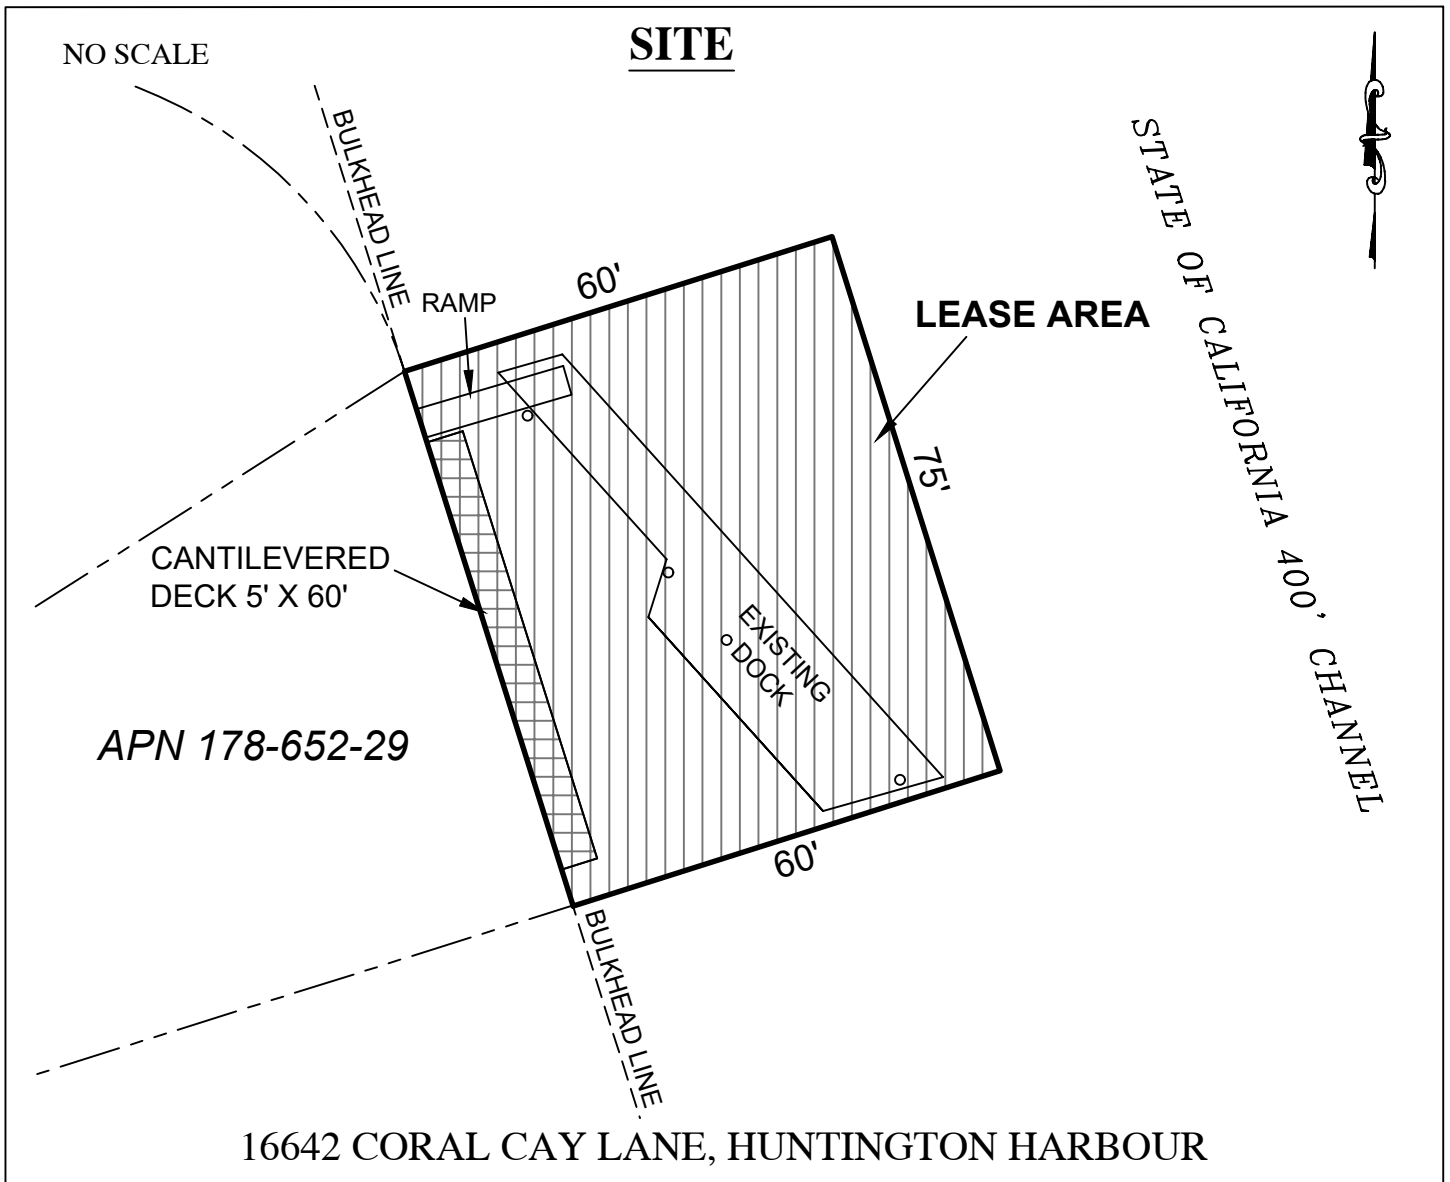 SITE
NO SCALE
BULKHEAD LINE
60'
RAMP
LEASE AREA
STATE OF CALIFORNIA 400' CHANNEL
75'
CANTILEVERED
DECK 5' X 60'
EXISTING
DOCK
APN 178-652-29
60'
BULKHEAD LINE
16642 CORAL CAY LANE, HUNTINGTON HARBOUR